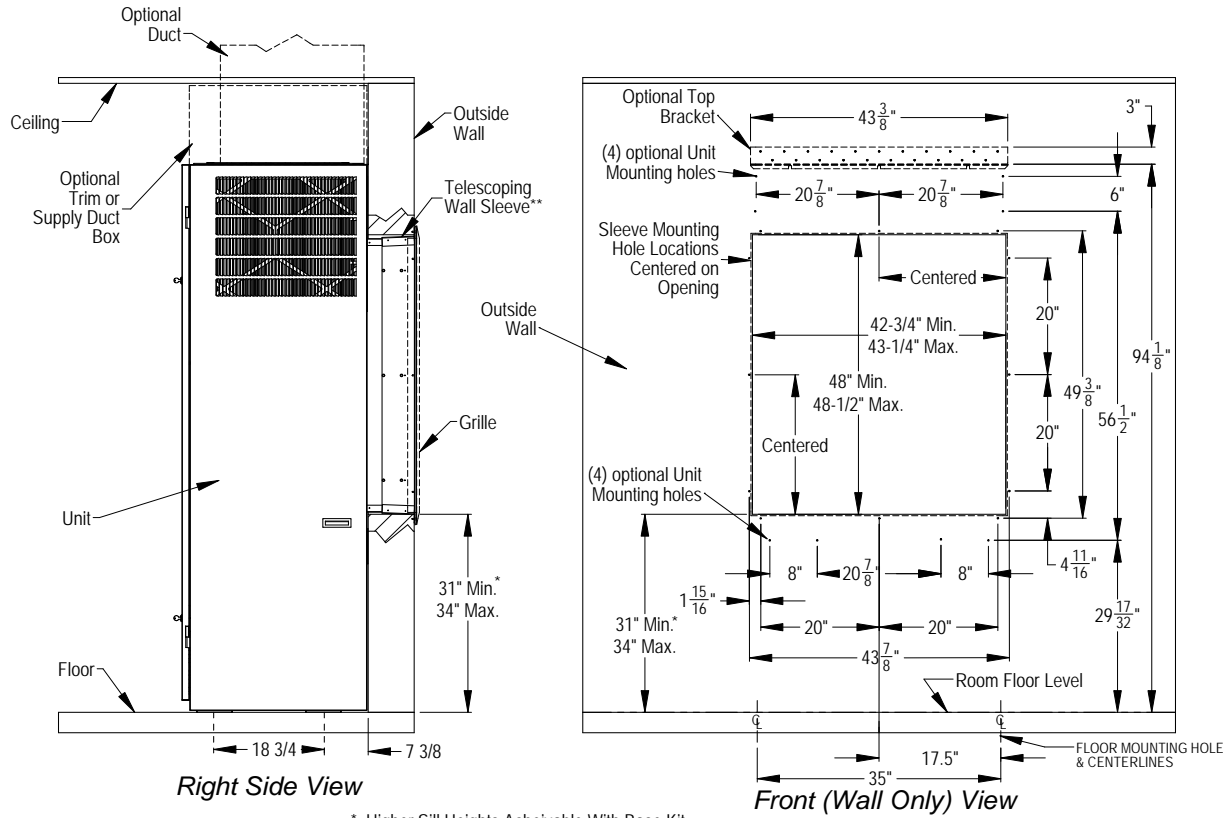 Optional
Duct
Ceiling
Outside
Wall
Optional
Trim or
Supply Duct
Box
Telescoping
Wall Sleeve**
Grille
Unit
31" Min.*
34" Max.
Floor
18 3/4
7 3/8
Right Side View
Optional Top
Bracket
43 3/8"
3"
(4) optional Unit
Mounting holes
20 7/8"
20 7/8"
6"
Sleeve Mounting
Hole Locations
Centered on
Opening
Centered
Outside
Wall
20"
42-3/4" Min.
43-1/4" Max.
94 1/8"
48" Min.
48-1/2" Max.
49 3/8"
56 1/2"
20"
Centered
(4) optional Unit
Mounting holes
8"
20 7/8"
8"
4 11/16"
1 15/16"
31" Min.*
34" Max.
20"
20"
29 17/32"
43 7/8"
Room Floor Level
CL
CL
17.5"
FLOOR MOUNTING HOLE
& CENTERLINES
35"
Front (Wall Only) View